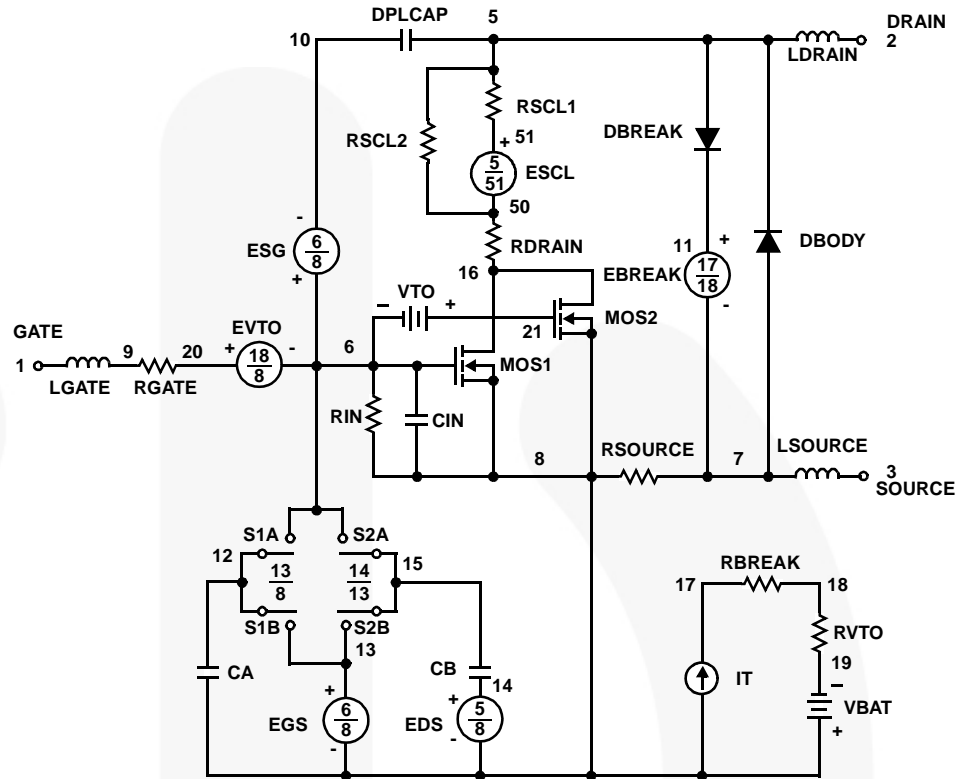 DPLCAP
5
DRAIN
2
10
LDRAIN
RSCL1
DBREAK
RSCL2
+ 51
5
51
ESCL
50
-
ESG
6
8
+
RDRAIN
DBODY
11
+
16
EBREAK
17
18
-
VTO
- +
MOS2
21
GATE
1
9
20
EVTO
+
18
8
-
6
MOS1
LGATE
RGATE
RIN
CIN
RSOURCE
LSOURCE
8
7
3
SOURCE
S1A
S2A
12
13
8
14
13
15
S1B
S2B
13
RBREAK
17
18
RVTO
19
CA
CB
14
IT
-
VBAT
+
+
EGS
6
8
-
+
EDS
5
8
-